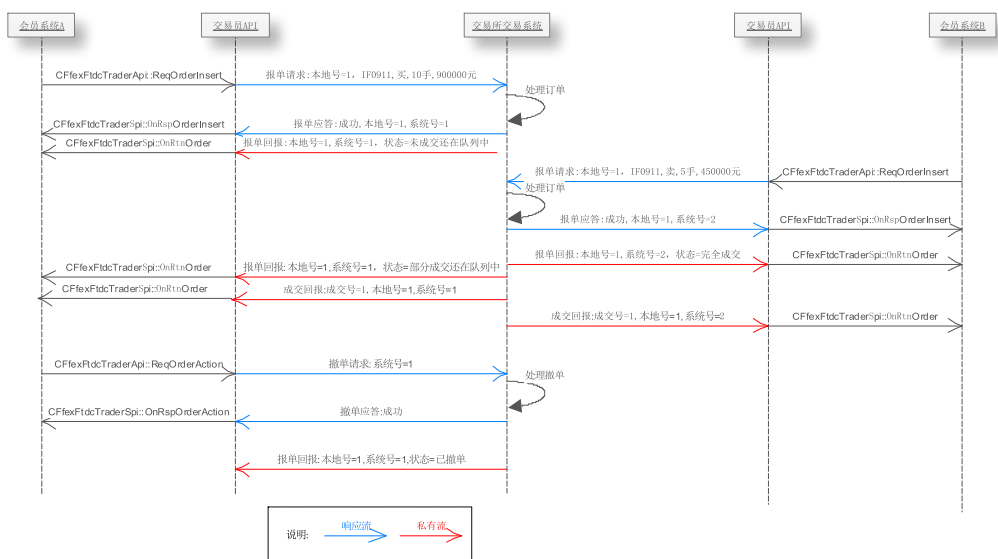 会员系统A
交易员API
交易所交易系统
交易员API
会员系统B
CFfexFtdcTraderApi::ReqOrderInsert
报单请求:本地号=1, IF0911,买,10手,900000元
处理订单
CFfexFtdcTraderSpi::OnRspOrderInsert
报单应答:成功,本地号=1,系统号=1
CFfexFtdcTraderSpi::OnRtnOrder
报单回报:本地号=1,系统号=1, 状态=未成交还在队列中
报单请求:本地号=1, IF0911,卖,5手,450000元
CFfexFtdcTraderApi::ReqOrderInsert
处理订单
报单应答:成功,本地号=1,系统号=2
CFfexFtdcTraderSpi::OnRspOrderInsert
报单回报:本地号=1,系统号=2, 状态=完全成交
CFfexFtdcTraderSpi::OnRtnOrder
CFfexFtdcTraderSpi::OnRtnOrder
报单回报:本地号=1,系统号=1, 状态=部分成交还在队列中
CFfexFtdcTraderSpi::OnRtnOrder
成交回报:成交号=1,本地号=1,系统号=1
成交回报:成交号=1,本地号=1,系统号=2
CFfexFtdcTraderSpi::OnRtnOrder
CFfexFtdcTraderApi::ReqOrderAction
撤单请求:系统号=1
处理撤单
CFfexFtdcTraderSpi::OnRspOrderAction
撤单应答:成功
报单回报:本地号=1,系统号=1,状态=已撤单
说明:
响应流
私有流